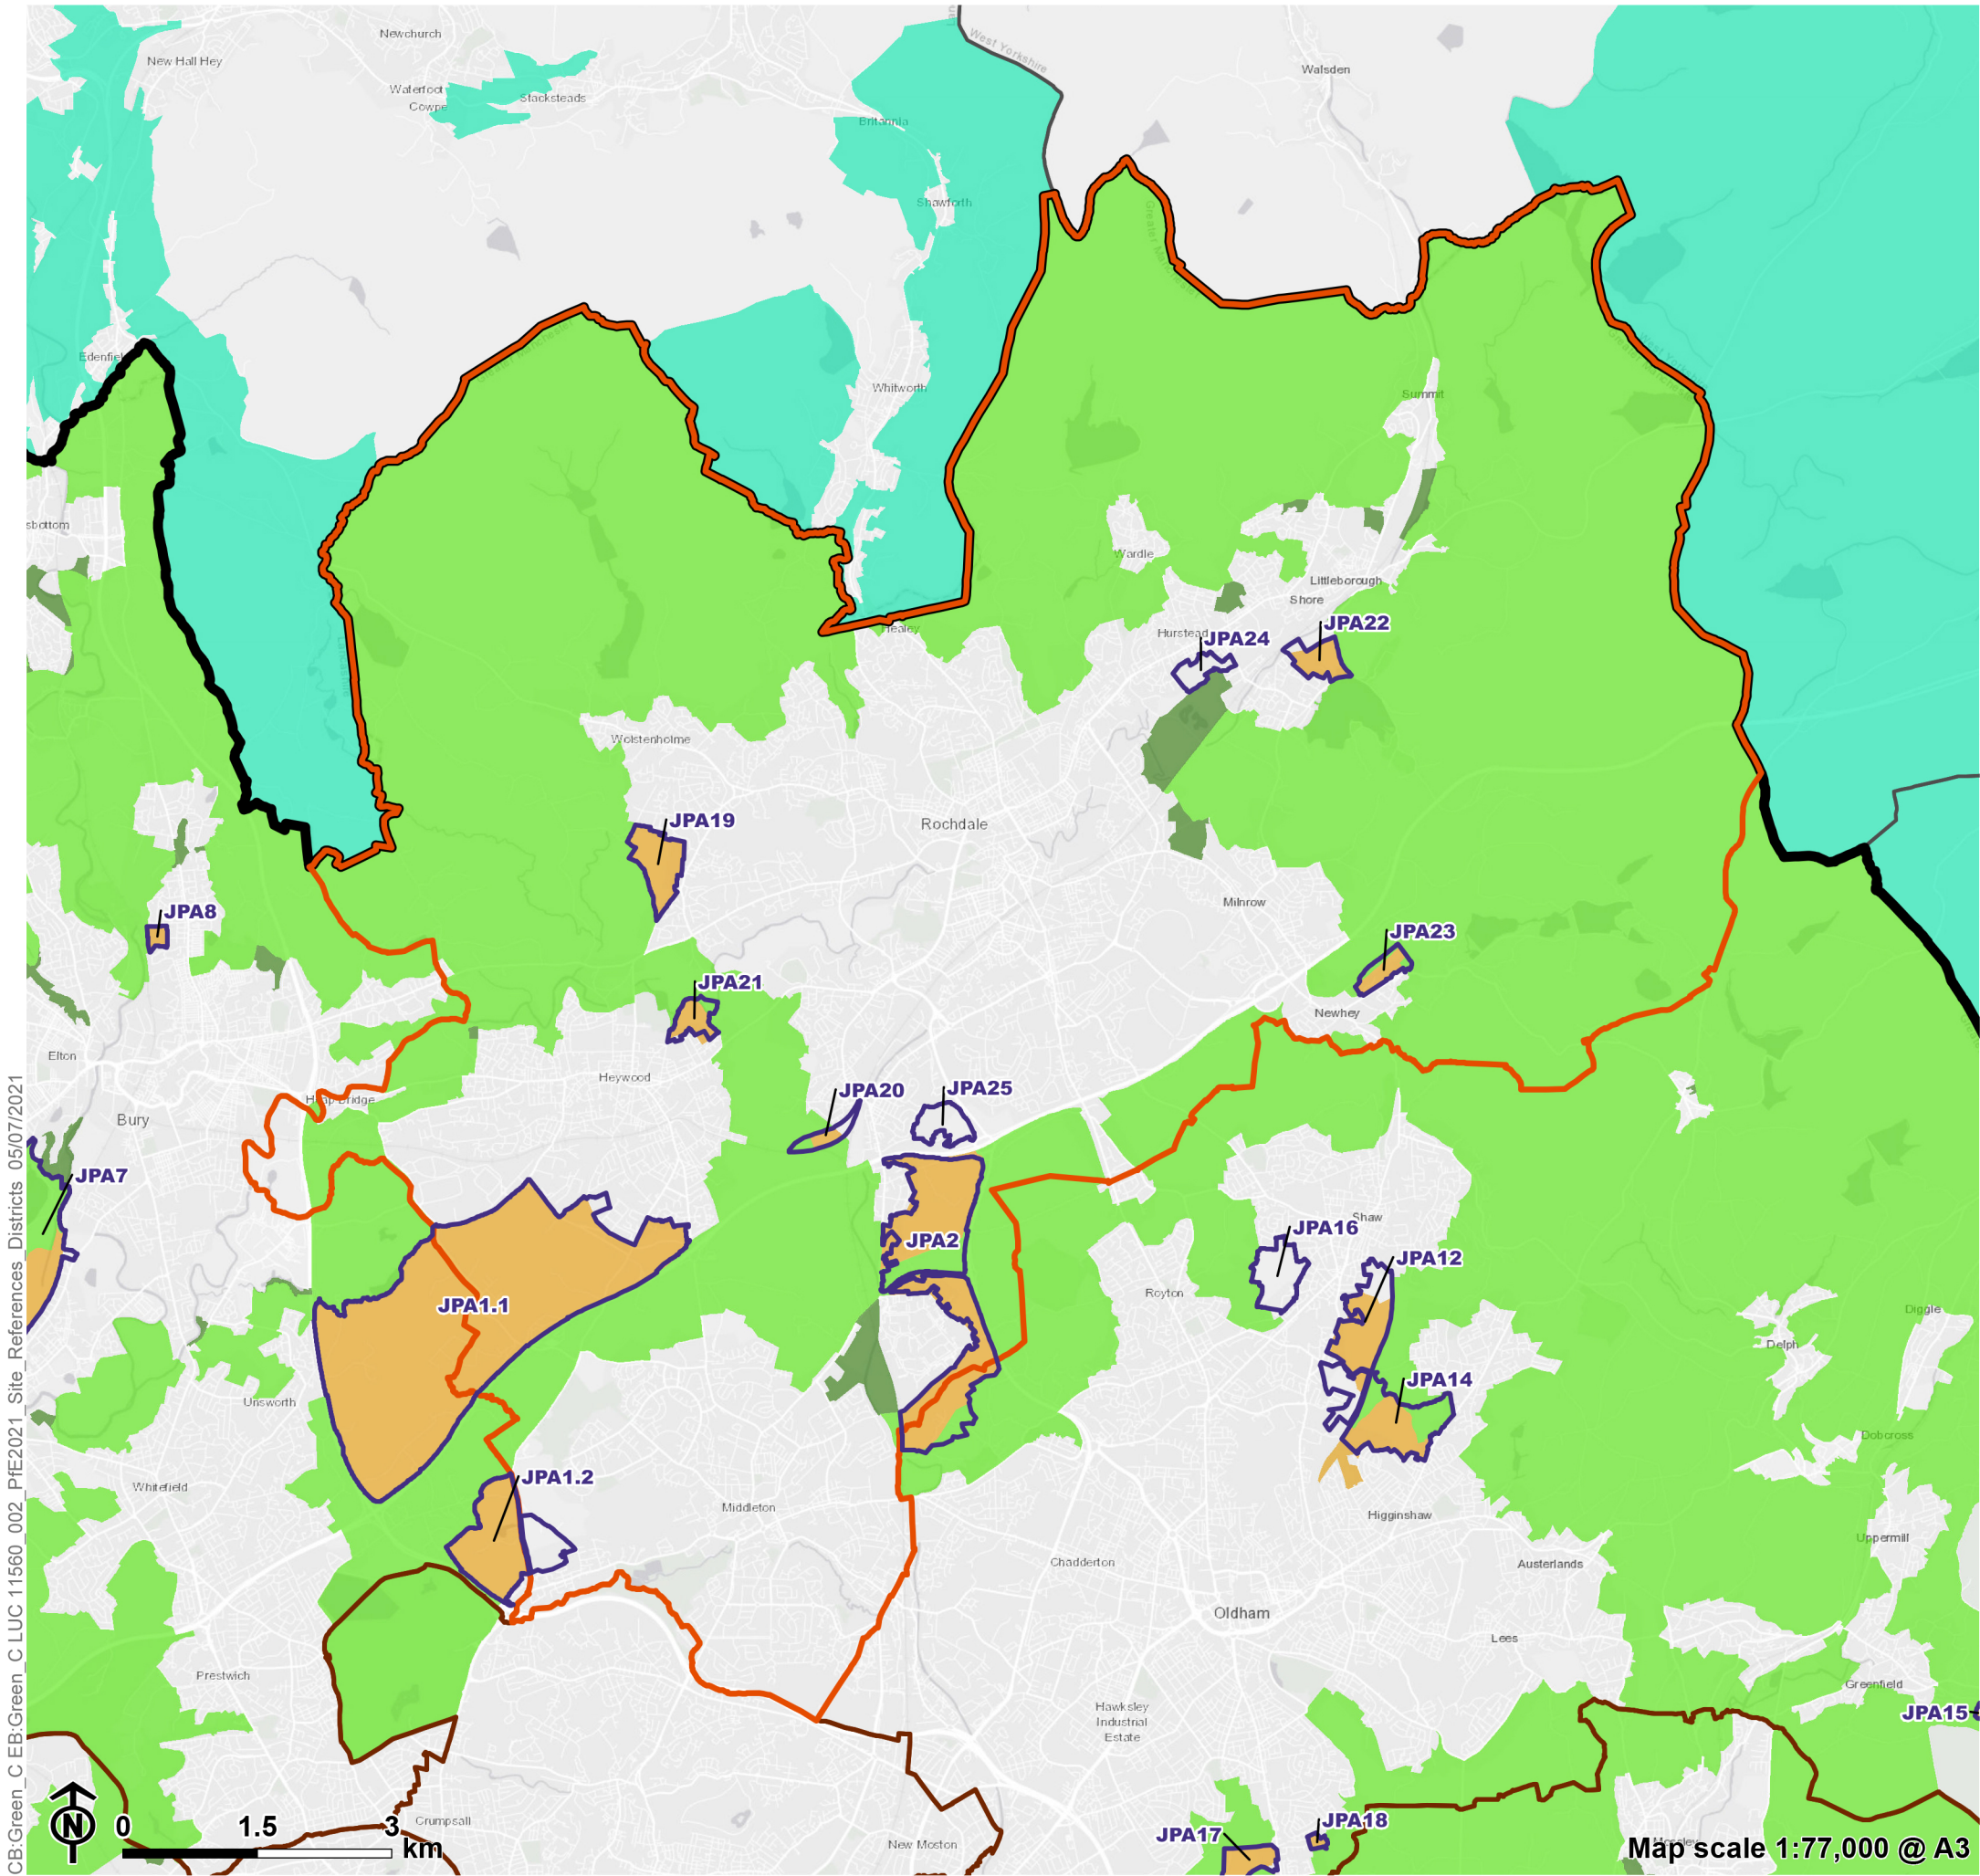 Newchurch
New Hall Hey
West Yorkshire
Walsden
Waterfoot
Cowpe
Stacksteads
Britannia
Shawforth
Edenfield
Whitworth
Summit
sbottom
Wardle
Littleborough
Shore
Healey
Hurstead
JPA24
JPA22
Wolstenholme
JPA19
Rochdale
Milnrow
JPA8
JPA23
JPA21
Newhey
Elton
Heywood
JPA20
JPA25
Heap Bridge
Bury
JPA7
JPA2
Shaw
JPA16
JPA12
Royton
JPA1.1
Diggle
Delph
JPA14
Unsworth
Dobcross
JPA1.2
Whitefield
Middleton
Higginshaw
Uppermill
Chadderton
Austerlands
Oldham
Lees
Prestwich
Greenfield
Hawksley
Industrial
Estate
JPA15
Crumpsall
New Moston
JPA17
JPA18
Mossley
N
0 1.5 3
km
Map scale 1:77,000 @ A3
CB:Green_C EB:Green_C LUC 11560_002_PfE2021_Site_References_Districts 05/07/2021